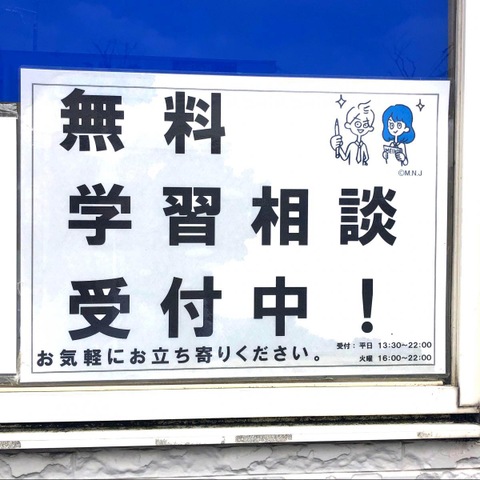 無料
©M.N.J
学習相談
受付中！
お気軽にお立ち寄りください。
受付：平日 13:30～22:00
火曜 16:00～22:00